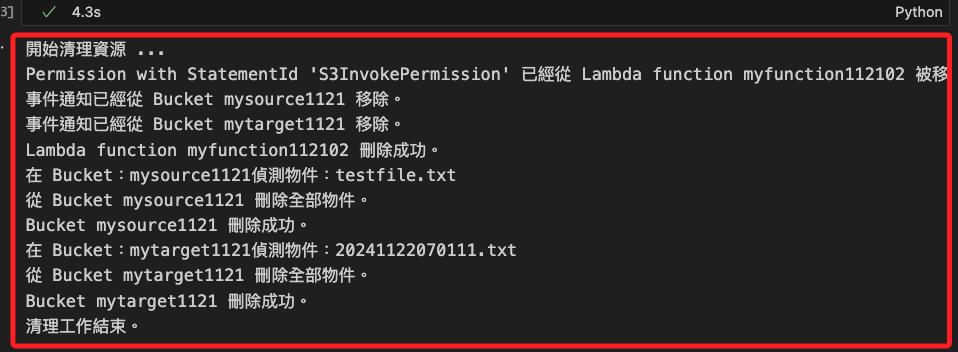 3] ✓ 4.3s Python
開始清理資源 ...
Permission with StatementId 'S3InvokePermission' 已經從 Lambda function myfunction112102 被移
事件通知已經從 Bucket mysource1121 移除。
事件通知已經從 Bucket mytarget1121 移除。
Lambda function myfunction112102 刪除成功。
在 Bucket：mysource1121偵測物件：testfile.txt
從 Bucket mysource1121 刪除全部物件。
Bucket mysource1121 刪除成功。
在 Bucket：mytarget1121偵測物件：20241122070111.txt
從 Bucket mytarget1121 刪除全部物件。
Bucket mytarget1121 刪除成功。
清理工作結束。